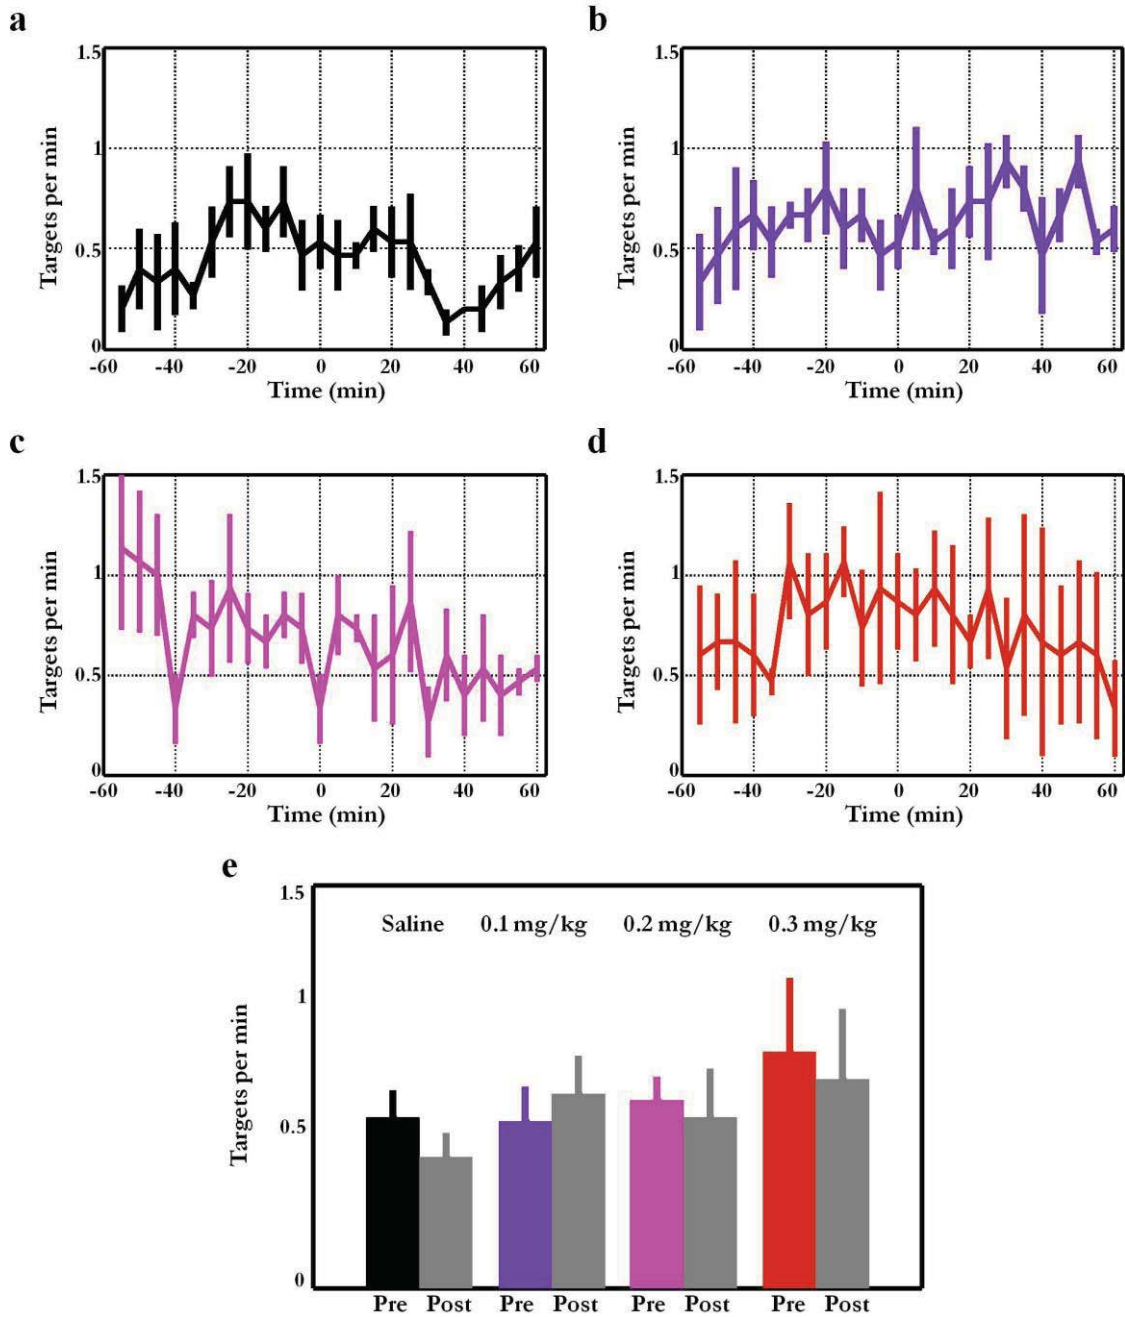 a
1.5
1
0.5
0
Targets per min
-60 -40 -20 0 20 40 60
Time (min)
b
1.5
1
0.5
0
Targets per min
-60 -40 -20 0 20 40 60
Time (min)
c
1.5
1
0.5
0
Targets per min
-60 -40 -20 0 20 40 60
Time (min)
d
1.5
1
0.5
0
Targets per min
-60 -40 -20 0 20 40 60
Time (min)
e
1.5
1
0.5
0
Targets per min
Saline 0.1 mg/kg 0.2 mg/kg 0.3 mg/kg
Pre Post Pre Post Pre Post Pre Post